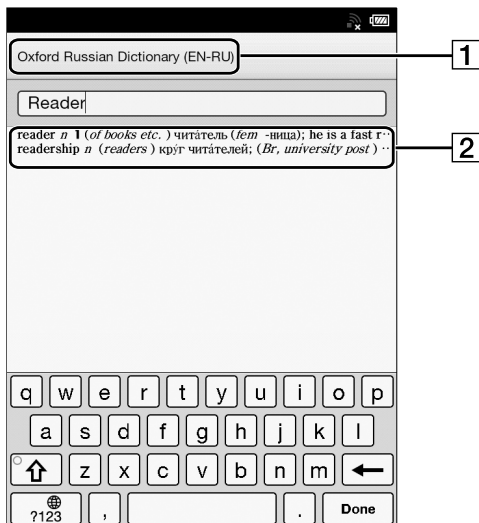 Oxford Russian Dictionary (EN-RU)
1
Reader
reader n 1 (of books etc. ) чита́тель (fem -ница); he is a fast r··
readership n (readers ) кру́г чита́телей; (Br, university post ) ··
2
q w e r t y u i o p
a s d f g h j k l
z x c v b n m
?123 , . Done